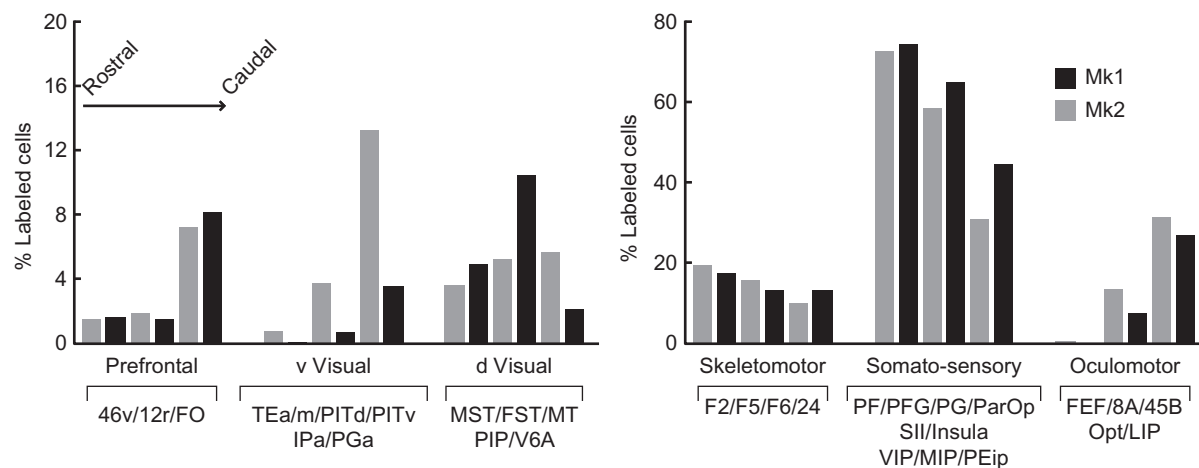 20
16
12
8
4
0
% Labeled cells
Rostral
Caudal
Prefrontal
v Visual
d Visual
46v/12r/FO
TEa/m/PITd/PITv
IPa/PGa
MST/FST/MT
PIP/V6A
80
60
40
20
0
% Labeled cells
Mk1
Mk2
Skeletomotor
Somato-sensory
Oculomotor
F2/F5/F6/24
PF/PFG/PG/ParOp
SII/Insula
VIP/MIP/PEip
FEF/8A/45B
Opt/LIP